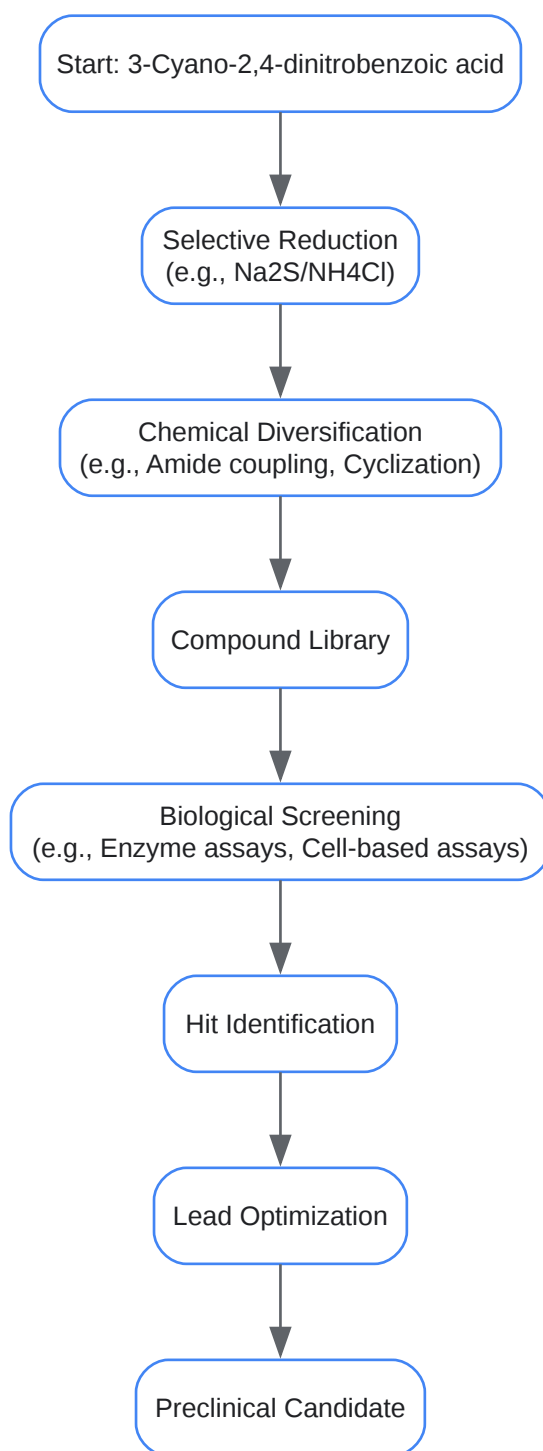 Start: 3-Cyano-2,4-dinitrobenzoic acid
Selective Reduction
(e.g., Na2S/NH4Cl)
Chemical Diversification
(e.g., Amide coupling, Cyclization)
Compound Library
Biological Screening
(e.g., Enzyme assays, Cell-based assays)
Hit Identification
Lead Optimization
Preclinical Candidate